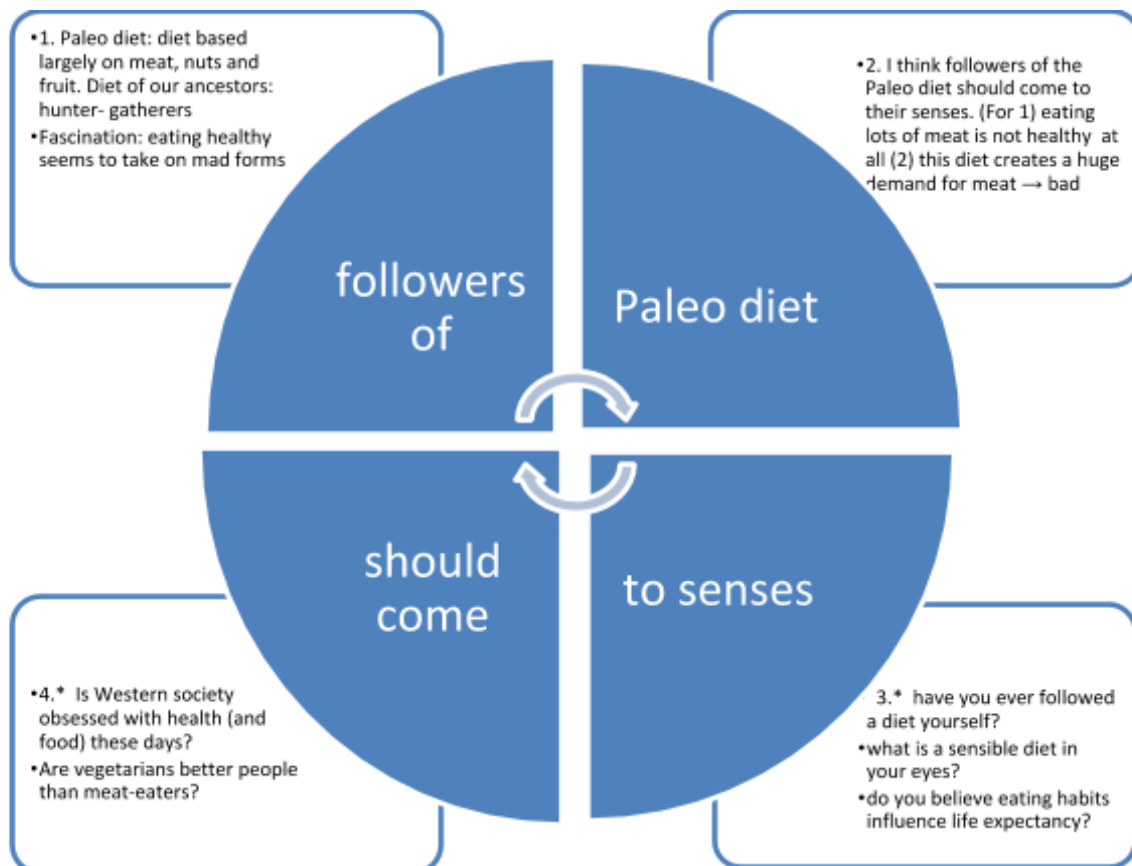 •1. Paleo diet: diet based
largely on meat, nuts and
fruit. Diet of our ancestors:
hunter- gatherers
•Fascination: eating healthy
seems to take on mad forms
•2. I think followers of the
Paleo diet should come to
their senses. (For 1) eating
lots of meat is not healthy at
all (2) this diet creates a huge
demand for meat → bad
followers
of
Paleo diet
should
come
to senses
•4.* Is Western society
obsessed with health (and
food) these days?
•Are vegetarians better people
than meat-eaters?
3.* have you ever followed
a diet yourself?
•what is a sensible diet in
your eyes?
•do you believe eating habits
influence life expectancy?